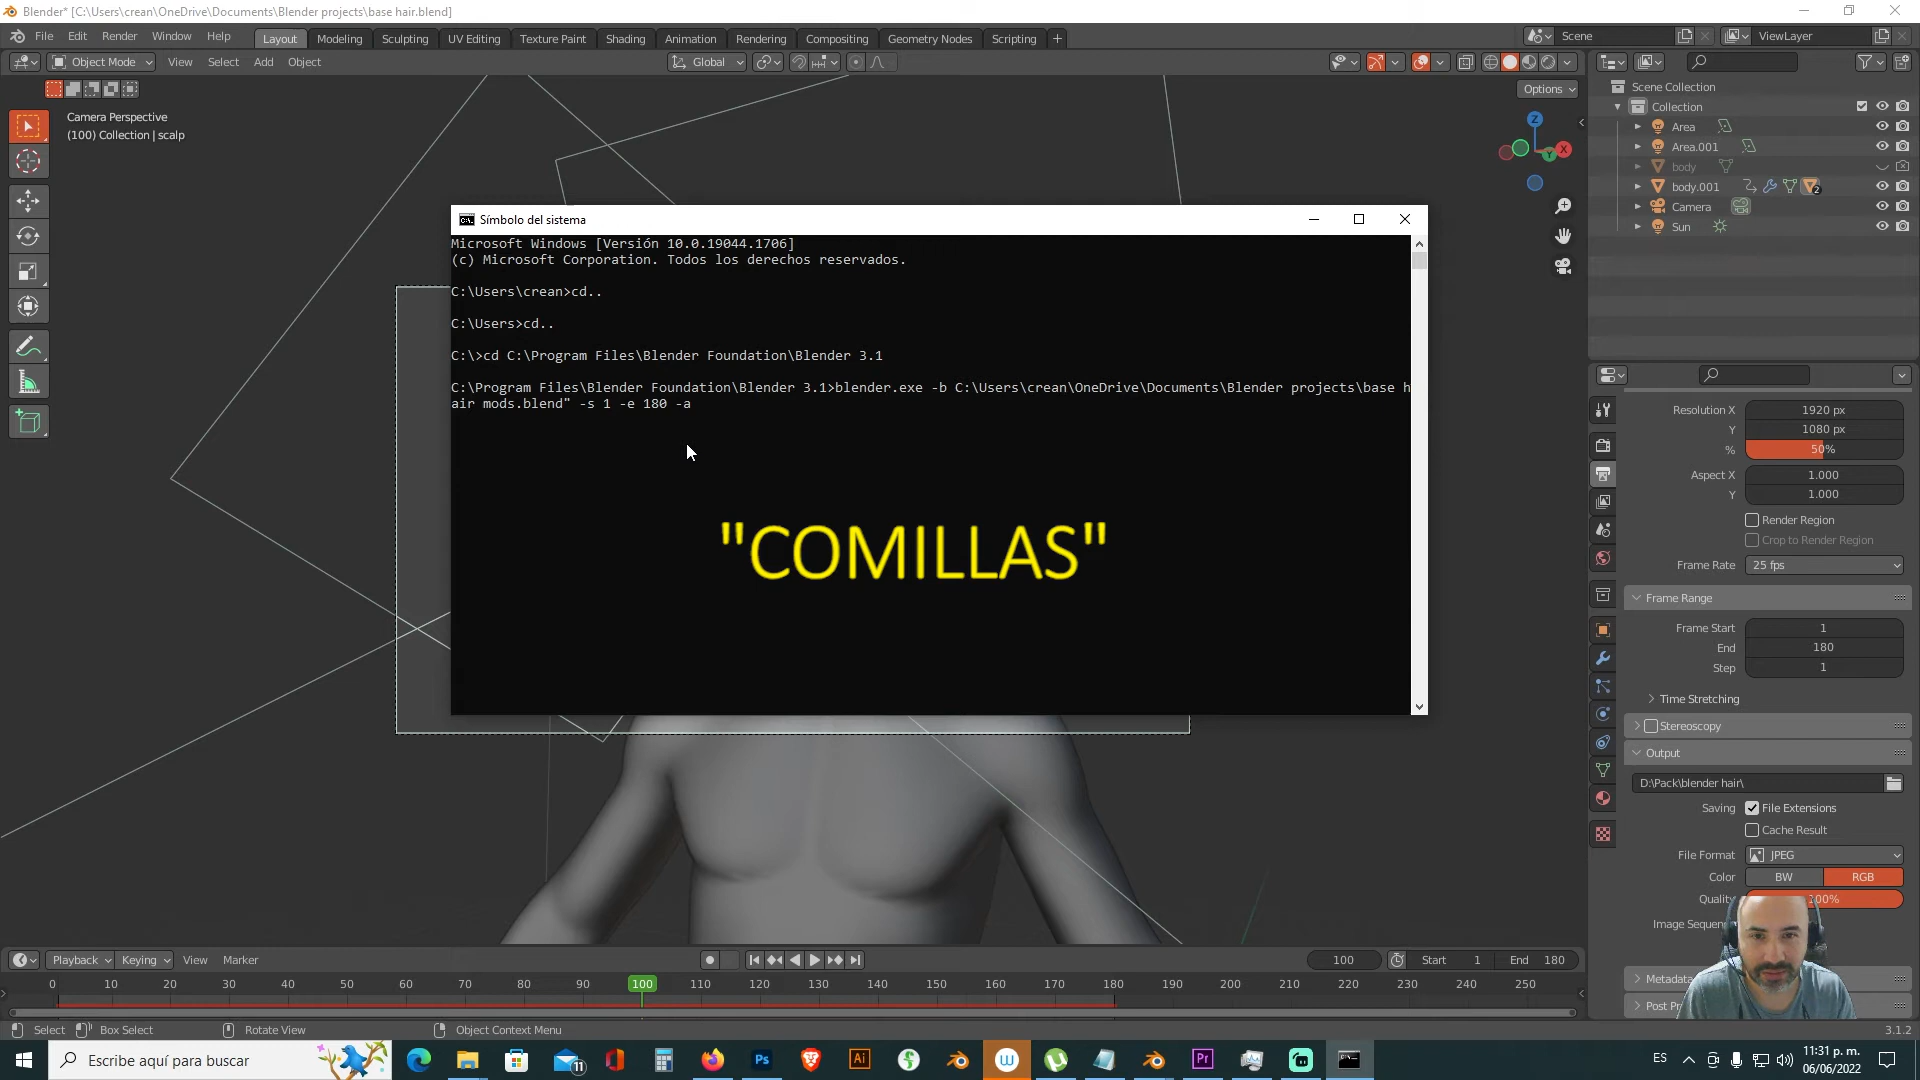 Blender* [C:\Users\crean\OneDrive\Documents\Blender projects\base hair.blend]
File Edit Render Window Help
Layout Modeling Sculpting UV Editing Texture Paint Shading Animation Rendering Compositing Geometry Nodes Scripting +
Scene
ViewLayer
Object Mode View Select Add Object
Global
Options
Camera Perspective
(100) Collection | scalp
Z
Y
X
Scene Collection
Collection
Area
Area.001
body
body.001
2
Camera
Sun
Símbolo del sistema
Microsoft Windows [Versión 10.0.19044.1706]
(c) Microsoft Corporation. Todos los derechos reservados.
C:\Users\crean>cd..
C:\Users>cd..
C:\>cd C:\Program Files\Blender Foundation\Blender 3.1
C:\Program Files\Blender Foundation\Blender 3.1>blender.exe -b C:\Users\crean\OneDrive\Documents\Blender projects\base h
air mods.blend" -s 1 -e 180 -a
"COMILLAS"
Resolution X 1920 px
Y 1080 px
% 50%
Aspect X 1.000
Y 1.000
Render Region
Crop to Render Region
Frame Rate 25 fps
Frame Range
Frame Start 1
End 180
Step 1
Time Stretching
Stereoscopy
Output
D:\Pack\blender hair\
Saving File Extensions
Cache Result
File Format JPEG
Color BW RGB
Quality 100%
Image Sequen
Metadata
Post Pr
Playback Keying View Marker
100 Start 1 End 180
0 10 20 30 40 50 60 70 80 90 100 110 120 130 140 150 160 170 180 190 200 210 220 230 240 250
Select Box Select Rotate View Object Context Menu
3.1.2
Escribe aquí para buscar
11
Ps
Ai
W
Pr
ES
11:31 p. m.
06/06/2022